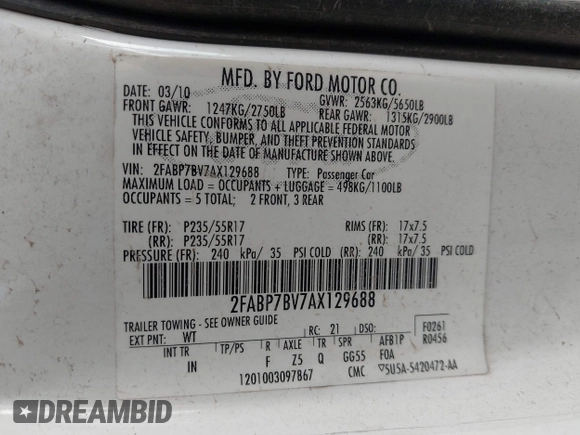 MFD. BY FORD MOTOR CO.
DATE: 03/10 GVWR: 2563KG/5650LB
FRONT GAWR: 1247KG/2750LB REAR GAWR: 1315KG/2900LB
THIS VEHICLE CONFORMS TO ALL APPLICABLE FEDERAL MOTOR
VEHICLE SAFETY, BUMPER, AND THEFT PREVENTION STANDARDS
IN EFFECT ON THE DATE OF MANUFACTURE SHOWN ABOVE.
VIN: 2FABP7BV7AX129688 TYPE: Passenger Car
MAXIMUM LOAD = OCCUPANTS + LUGGAGE = 498KG/1100LB
OCCUPANTS = 5 TOTAL; 2 FRONT, 3 REAR
TIRE (FR): P235/55R17 RIMS (FR): 17x7.5
(RR): P235/55R17 (RR): 17x7.5
PRESSURE (FR): 240 kPa/ 35 PSI COLD (RR): 240 kPa/ 35 PSI COLD
2FABP7BV7AX129688
TRAILER TOWING - SEE OWNER GUIDE
EXT PNT: WT RC: 21 DSO: F0261
INT TR TP/PS R AXLE TR SPR AFB1P R0456
IN F Z5 Q GG55 F0A
1201003097867 CMC ▽5U5A-5420472-AA
DREAMBID